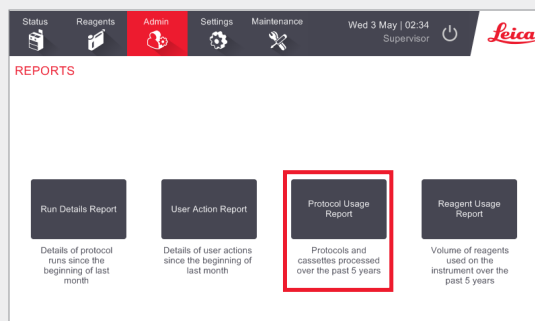 Status Reagents Admin Settings Maintenance
Wed 3 May | 02:34
Supervisor
Leica
REPORTS
Run Details Report
User Action Report
Protocol Usage
Report
Reagent Usage
Report
Details of protocol
runs since the
beginning of last
month
Details of user actions
since the beginning of
last month
Protocols and
cassettes processed
over the past 5 years
Volume of reagents
used on the
instrument over the
past 5 years